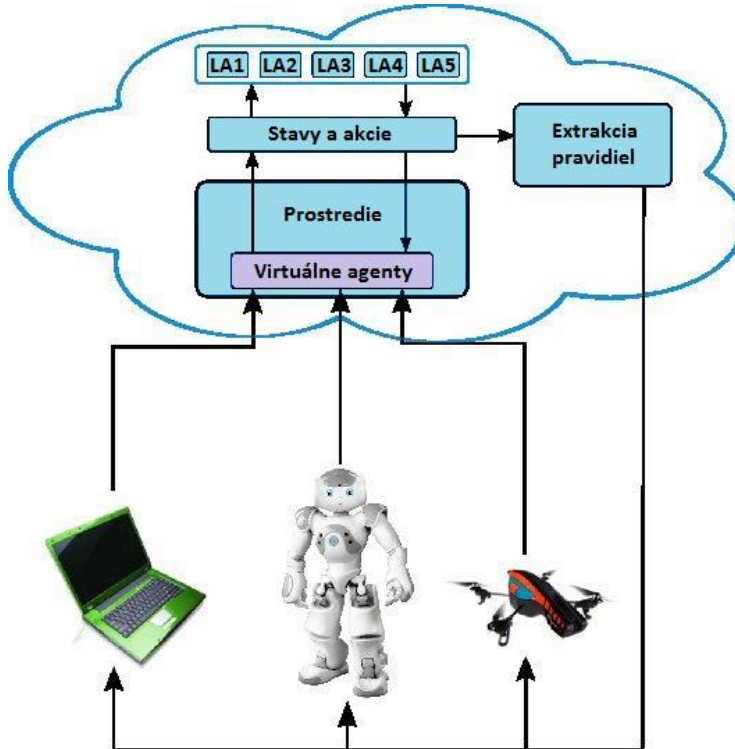 LA1 LA2 LA3 LA4 LA5
Stavy a akcie
Extrakcia
pravidiel
Prostredie
Virtuálne agenty